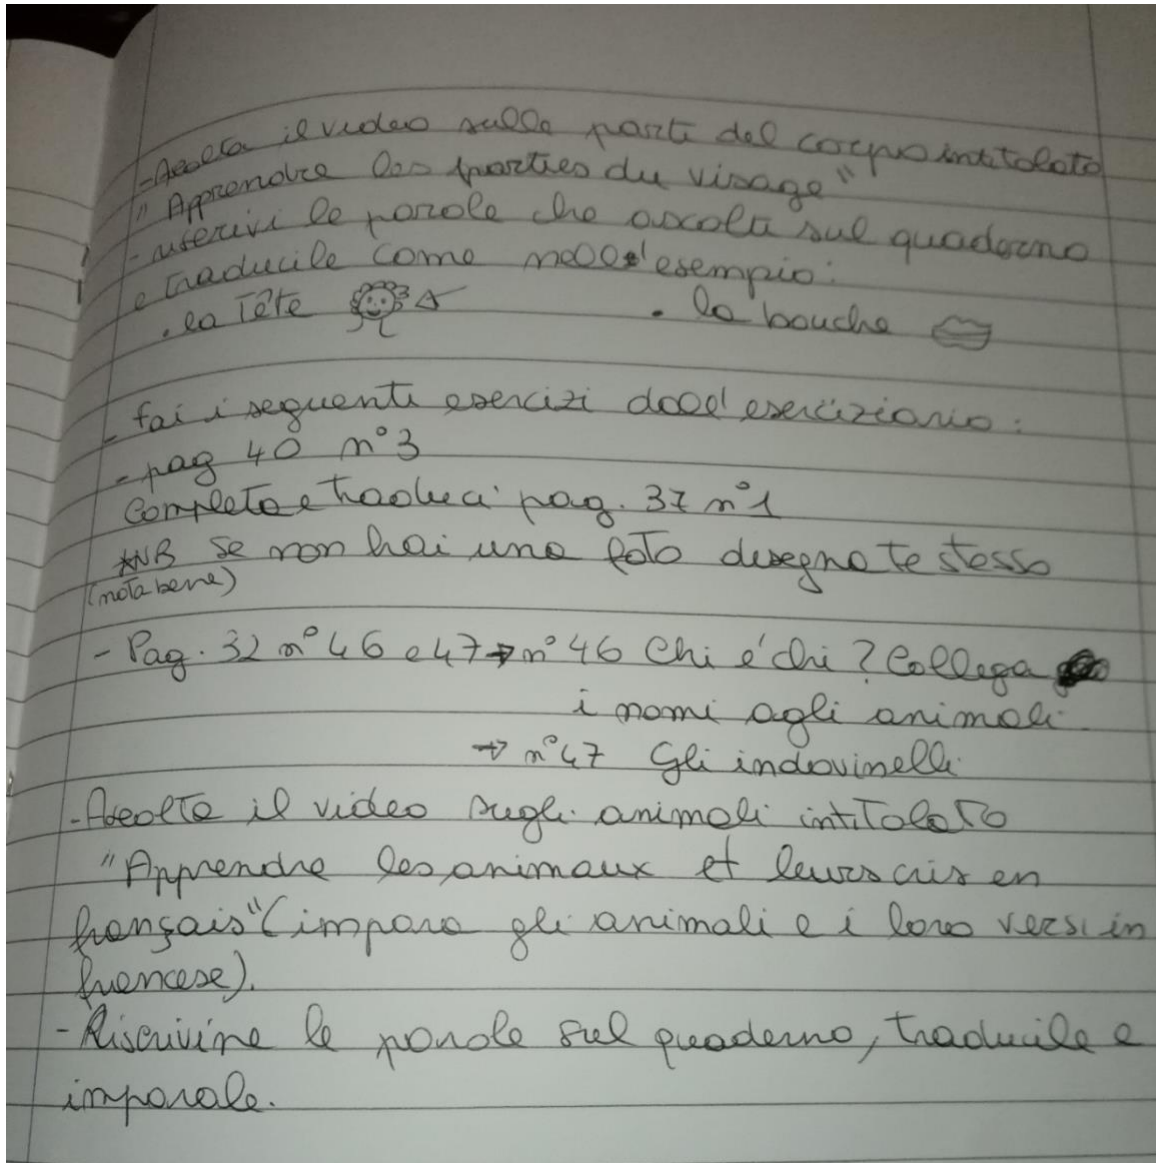 - Ascolta il video sulle parti del corpo intitolato
" Apprendre les parties du visage"
- riscrivi le parole che ascolti sul quaderno
e traducile come nell'esempio:
. la Tête . la bouche
- fai i seguenti esercizi dall'eserciziario:
- pag 40 n°3
Completa e traduci pag. 37 n°1
*NB se non hai una foto disegna te stesso
(nota bene)
- Pag. 32 n° 46 e 47 → n° 46 Chi é chi? Collega
i nomi agli animali
→ n°47 Gli indovinelli
- Ascolta il video sugli animali intitolato
"Apprendre les animaux et leurs cris en
français" (impara gli animali e i loro versi in
francese).
- Riscrivine le parole sul quaderno, traducile e
imparale.